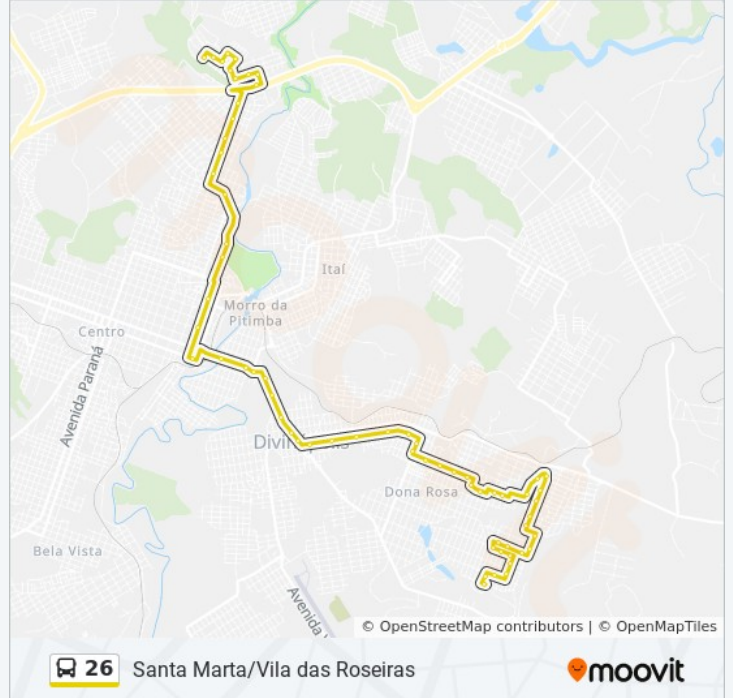 Itaí
Morro da
Pitimba
Centro
Avenida Paraná
Dona Rosa
Bela Vista
Avenida
© OpenStreetMap contributors | © OpenMapTiles
26 Santa Marta/Vila das Roseiras
moovit